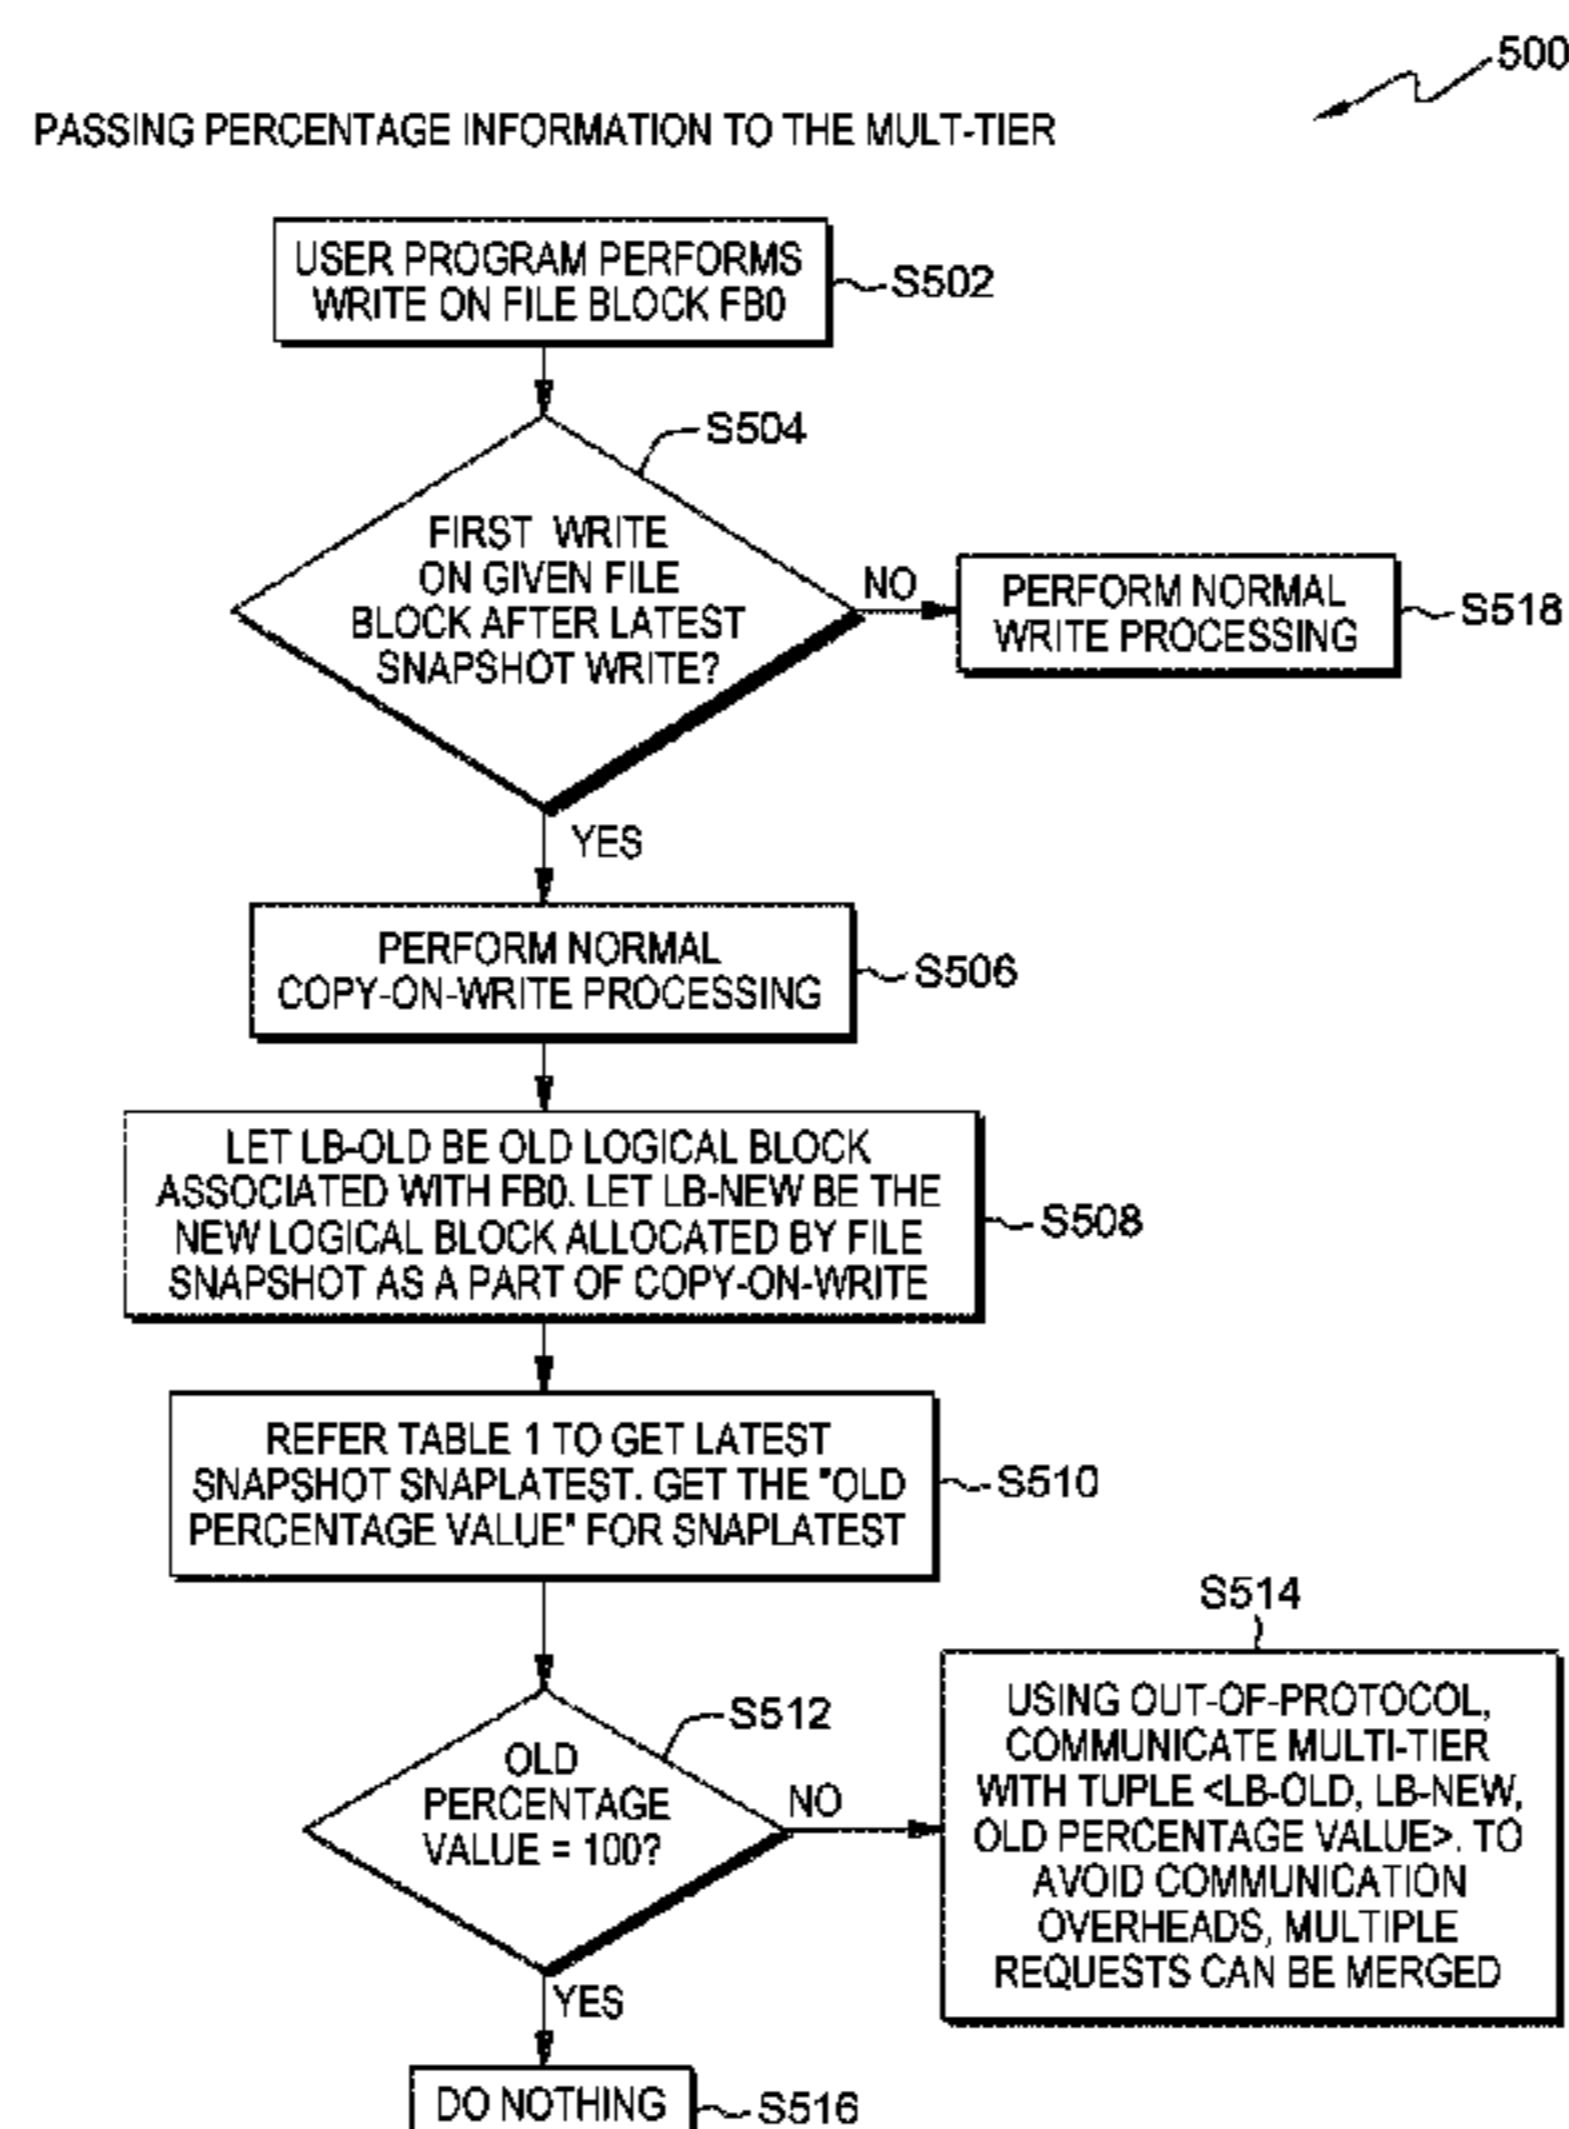 500
PASSING PERCENTAGE INFORMATION TO THE MULT-TIER
USER PROGRAM PERFORMS
WRITE ON FILE BLOCK FB0
S502
S504
FIRST WRITE
ON GIVEN FILE
BLOCK AFTER LATEST
SNAPSHOT WRITE?
NO
PERFORM NORMAL
WRITE PROCESSING
S518
YES
PERFORM NORMAL
COPY-ON-WRITE PROCESSING
S506
LET LB-OLD BE OLD LOGICAL BLOCK
ASSOCIATED WITH FB0. LET LB-NEW BE THE
NEW LOGICAL BLOCK ALLOCATED BY FILE
SNAPSHOT AS A PART OF COPY-ON-WRITE
S508
REFER TABLE 1 TO GET LATEST
SNAPSHOT SNAPLATEST. GET THE "OLD
PERCENTAGE VALUE" FOR SNAPLATEST
S510
S512
OLD
PERCENTAGE
VALUE = 100?
NO
S514
USING OUT-OF-PROTOCOL,
COMMUNICATE MULTI-TIER
WITH TUPLE <LB-OLD, LB-NEW,
OLD PERCENTAGE VALUE>. TO
AVOID COMMUNICATION
OVERHEADS, MULTIPLE
REQUESTS CAN BE MERGED
YES
DO NOTHING
S516